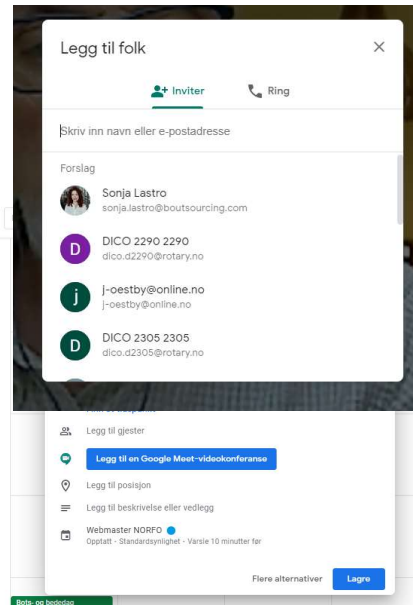 Legg til folk
Inviter
Ring
Skriv inn navn eller e-postadresse
Forslag
Sonja Lastro
sonja.lastro@boutsourcing.com
D
DICO 2290 2290
dico.d2290@rotary.no
j
j-oestby@online.no
j-oestby@online.no
D
DICO 2305 2305
dico.d2305@rotary.no
Legg til gjester
Legg til en Google Meet-videokonferanse
Legg til posisjon
Legg til beskrivelse eller vedlegg
Webmaster NORFO
Opptatt - Standardsynlighet - Varsle 10 minutter før
Flere alternativer
Lagre
Bots- og bededag